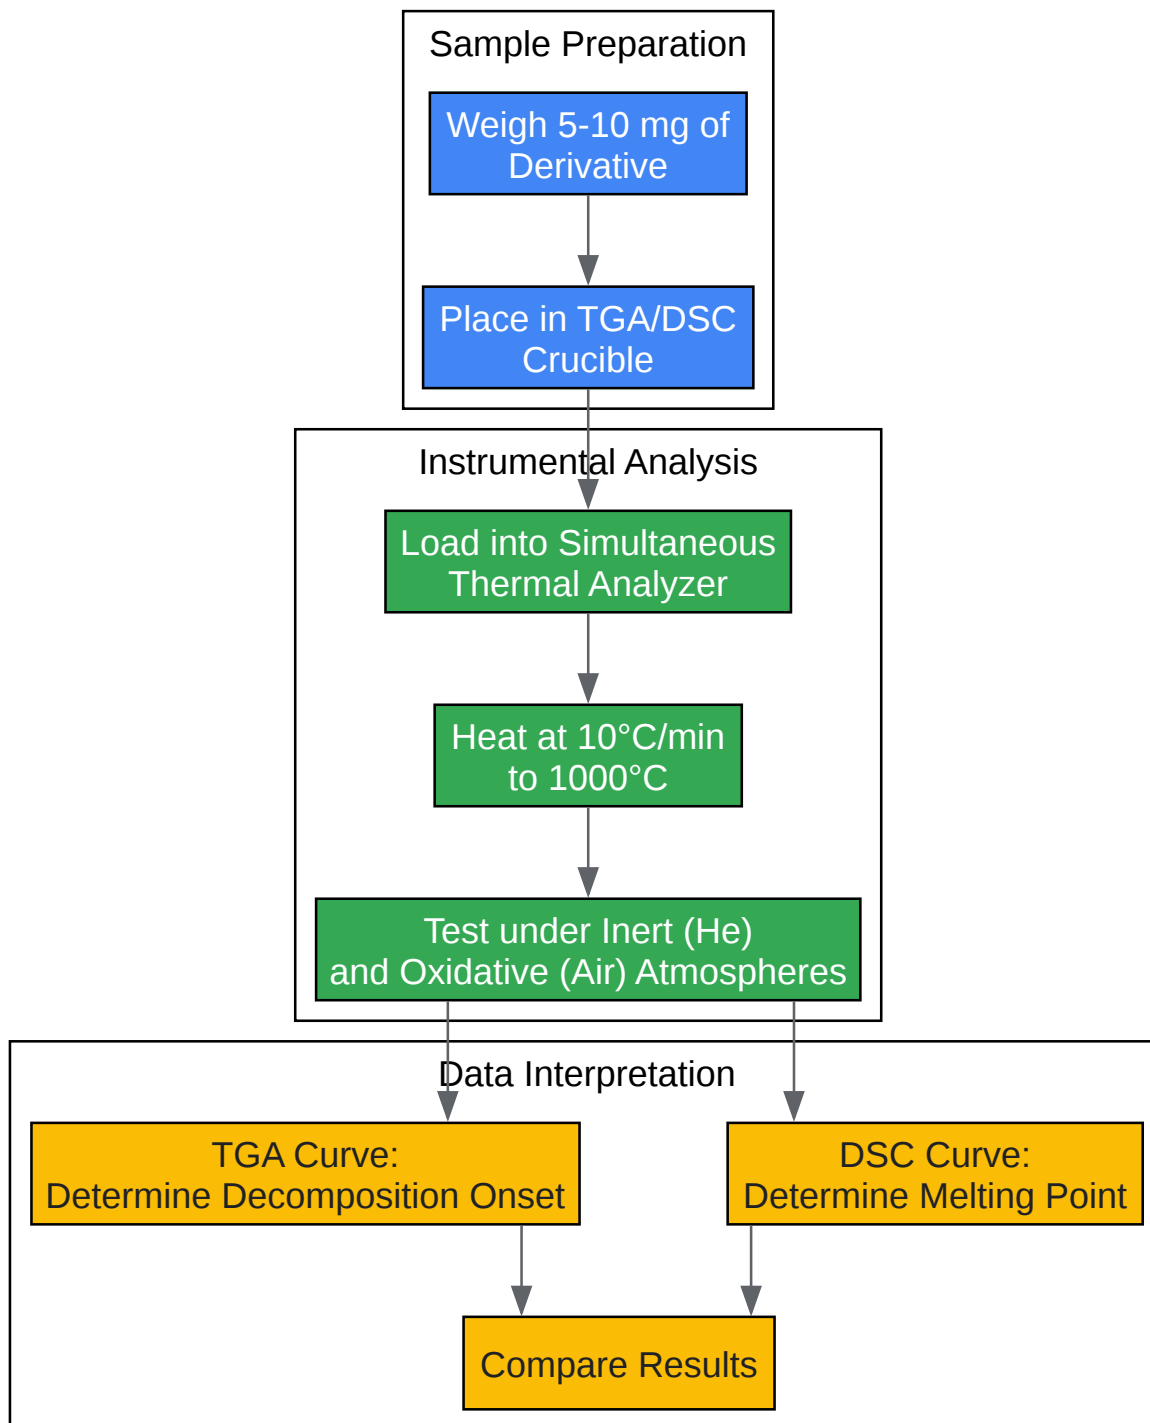 Sample Preparation
Weigh 5-10 mg of
Derivative
Place in TGA/DSC
Crucible
Instrumental Analysis
Load into Simultaneous
Thermal Analyzer
Heat at 10°C/min
to 1000°C
Test under Inert (He)
and Oxidative (Air) Atmospheres
Data Interpretation
TGA Curve:
Determine Decomposition Onset
DSC Curve:
Determine Melting Point
Compare Results